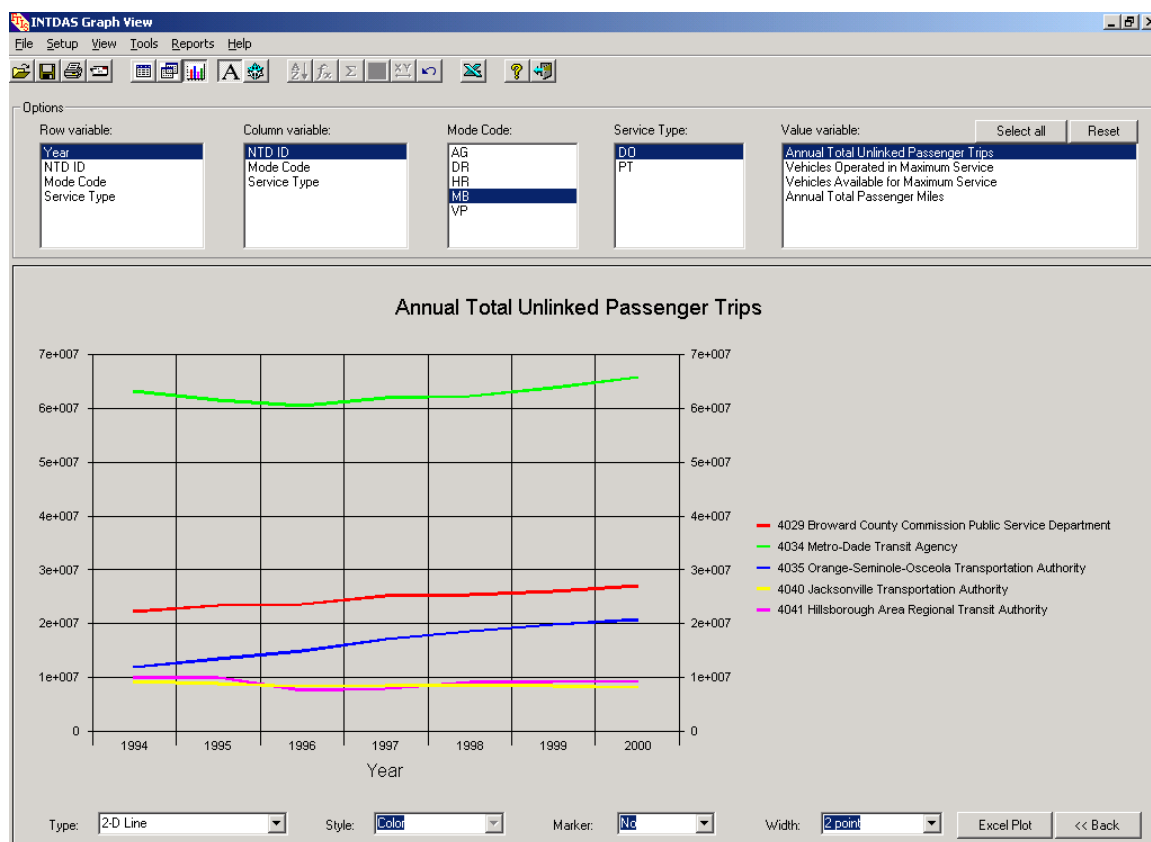 INTDAS Graph View
File Setup View Tools Reports Help
Options
Row variable: Column variable: Mode Code: Service Type: Value variable: Select all Reset
Year NTD ID AG DO Annual Total Unlinked Passenger Trips
NTD ID Mode Code DR PT Vehicles Operated in Maximum Service
Mode Code Service Type HR Vehicles Available for Maximum Service
Service Type MB Annual Total Passenger Miles
VP
Annual Total Unlinked Passenger Trips
7e+007 7e+007
6e+007 6e+007
5e+007 5e+007
4e+007 4e+007
4029 Broward County Commission Public Service Department
4034 Metro-Dade Transit Agency
3e+007 3e+007 4035 Orange-Seminole-Osceola Transportation Authority
4040 Jacksonville Transportation Authority
4041 Hillsborough Area Regional Transit Authority
2e+007 2e+007
1e+007 1e+007
0 0
1994 1995 1996 1997 1998 1999 2000
Year
Type: 2-D Line Style: Color Marker: No Width: 2 point Excel Plot << Back